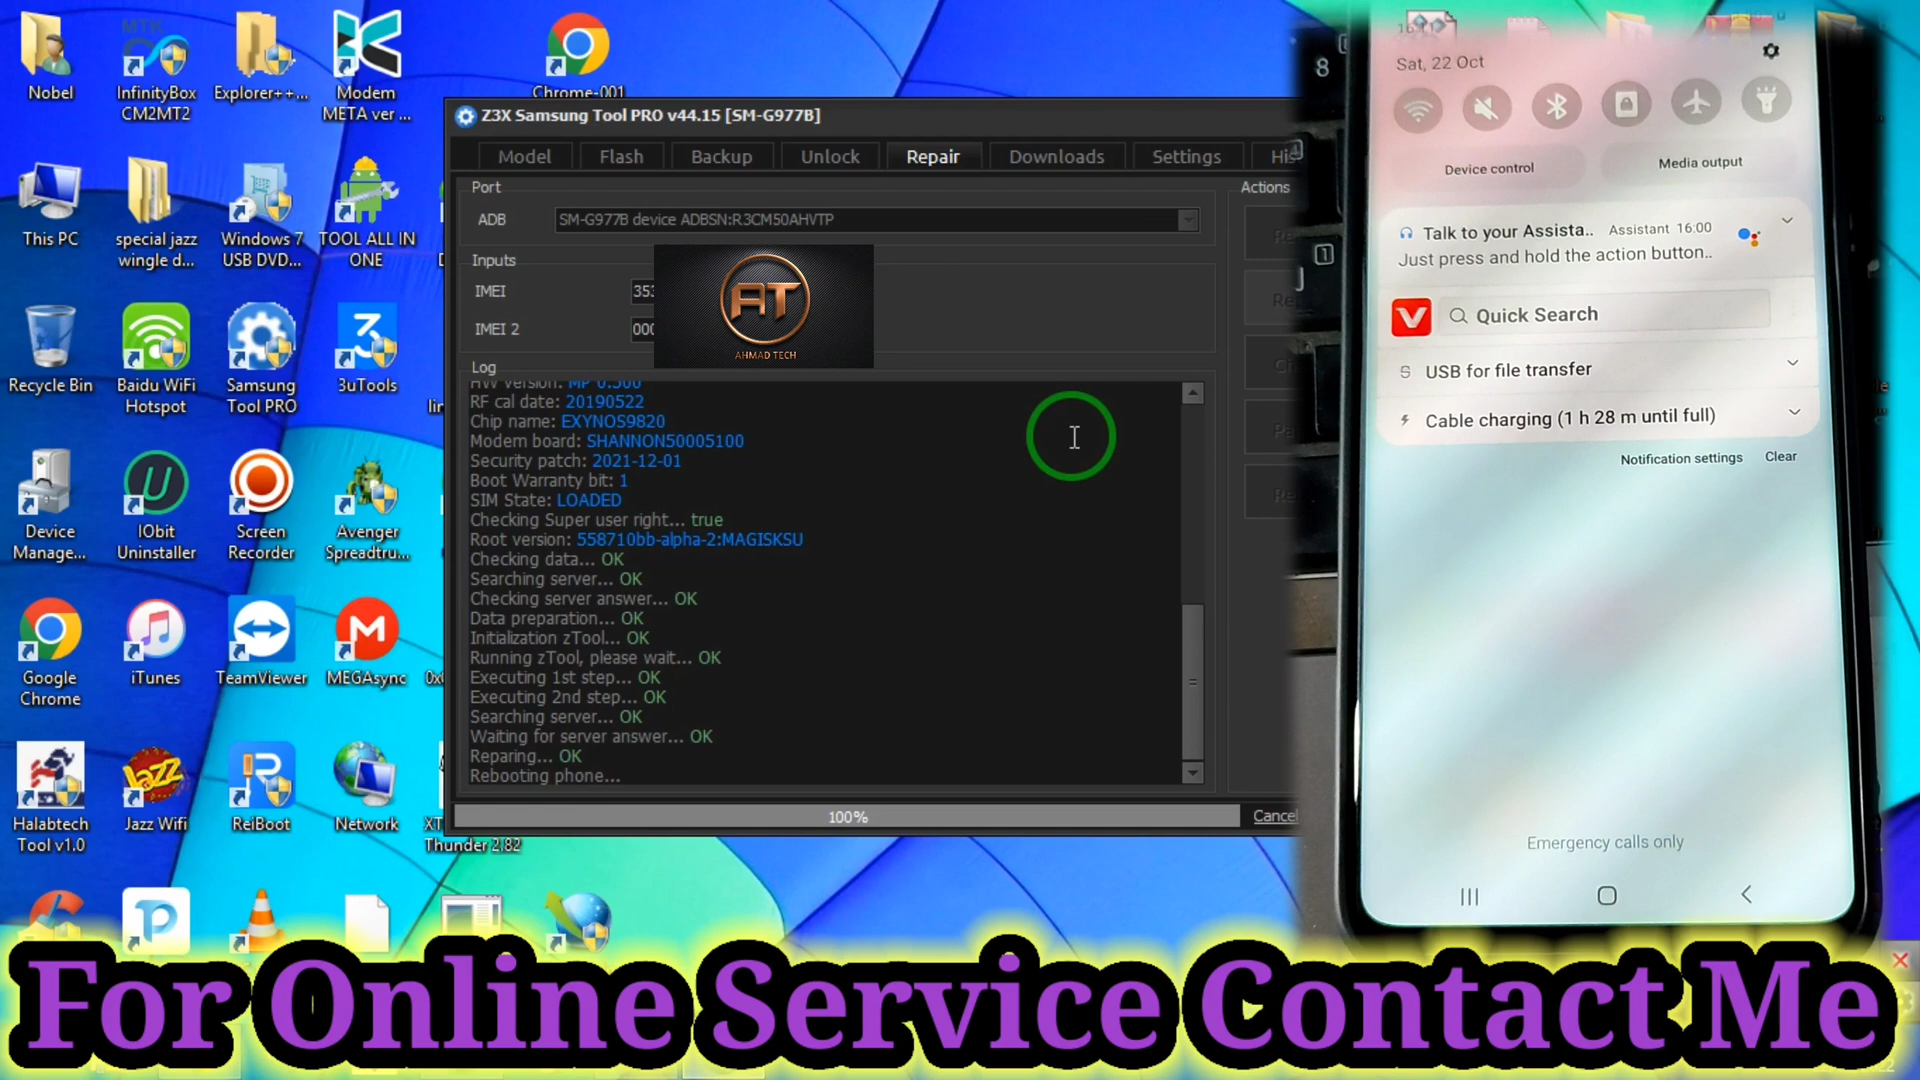 Nobel
MTK
InfinityBox
CM2MT2
Explorer++...
Modem
META ver ...
Chrome-001
This PC
special jazz
wingle d...
Windows 7
USB DVD...
TOOL ALL IN
ONE
Recycle Bin
Baidu WiFi
Hotspot
Samsung
Tool PRO
3uTools
Device
Manage...
IObit
Uninstaller
Screen
Recorder
Avenger
Spreadtru...
Google
Chrome
iTunes
TeamViewer
MEGAsync
Halabtech
Tool v1.0
Jazz Wifi
ReiBoot
Network
Thunder 2.82
Z3X Samsung Tool PRO v44.15 [SM-G977B]
Model
Flash
Backup
Unlock
Repair
Downloads
Settings
Port
ADB
SM-G977B device ADBSN:R3CM50AHVTP
Actions
Inputs
IMEI
353
IMEI 2
000
AT
AHMAD TECH
Log
HW version: MP 0.500
RF cal date: 20190522
Chip name: EXYNOS9820
Modem board: SHANNON50005100
Security patch: 2021-12-01
Boot Warranty bit: 1
SIM State: LOADED
Checking Super user right... true
Root version: 558710bb-alpha-2:MAGISKSU
Checking data... OK
Searching server... OK
Checking server answer... OK
Data preparation... OK
Initialization zTool... OK
Running zTool, please wait... OK
Executing 1st step... OK
Executing 2nd step... OK
Searching server... OK
Waiting for server answer... OK
Reparing... OK
Rebooting phone...
100%
Cancel
8
Sat, 22 Oct
Device control
Media output
Talk to your Assista.. Assistant 16:00
Just press and hold the action button..
Quick Search
USB for file transfer
Cable charging (1 h 28 m until full)
Notification settings
Clear
Emergency calls only
For Online Service Contact Me